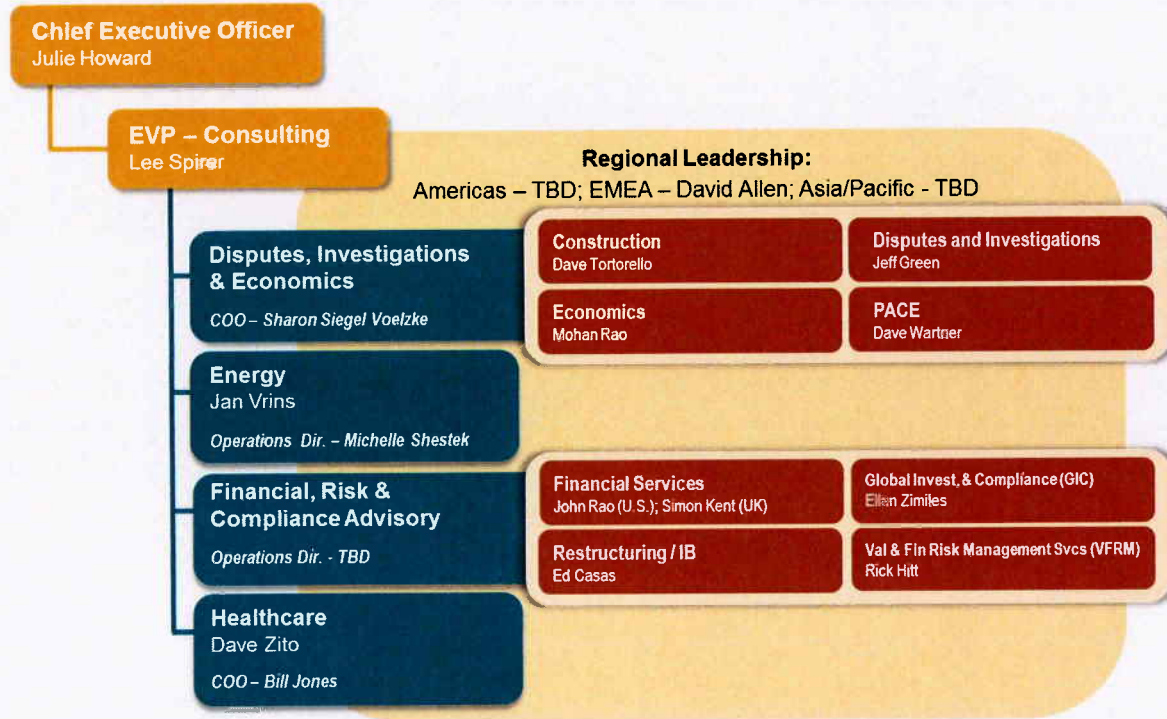 Chief Executive Officer
Julie Howard
EVP – Consulting
Lee Spirer
Regional Leadership:
Americas – TBD; EMEA – David Allen; Asia/Pacific - TBD
Disputes, Investigations
& Economics
COO – Sharon Siegel Voelzke
Construction
Dave Tortorello
Disputes and Investigations
Jeff Green
Economics
Mohan Rao
PACE
Dave Wartner
Energy
Jan Vrins
Operations Dir. – Michelle Shestek
Financial, Risk &
Compliance Advisory
Operations Dir. - TBD
Financial Services
John Rao (U.S.); Simon Kent (UK)
Global Invest, & Compliance (GIC)
Ellen Zimiles
Restructuring / IB
Ed Casas
Val & Fin Risk Management Svcs (VFRM)
Rick Hitt
Healthcare
Dave Zito
COO – Bill Jones